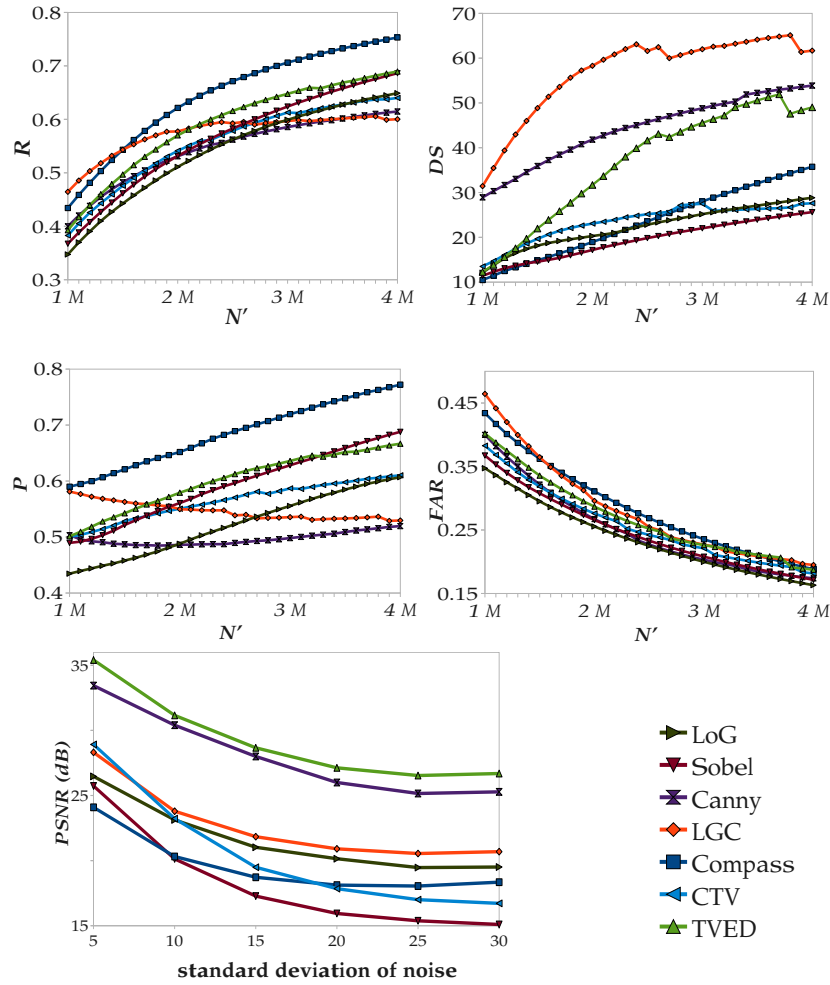 0.8
0.7
0.6
0.5
0.4
0.3
R
1 M
2 M
3 M
4 M
N′
70
60
50
40
30
20
10
DS
1 M
2 M
3 M
4 M
N′
0.8
0.7
0.6
0.5
0.4
P
1 M
2 M
3 M
4 M
N′
0.45
0.35
0.25
0.15
FAR
1 M
2 M
3 M
4 M
N′
35
25
15
PSNR (dB)
5
10
15
20
25
30
standard deviation of noise
LoG
Sobel
Canny
LGC
Compass
CTV
TVED